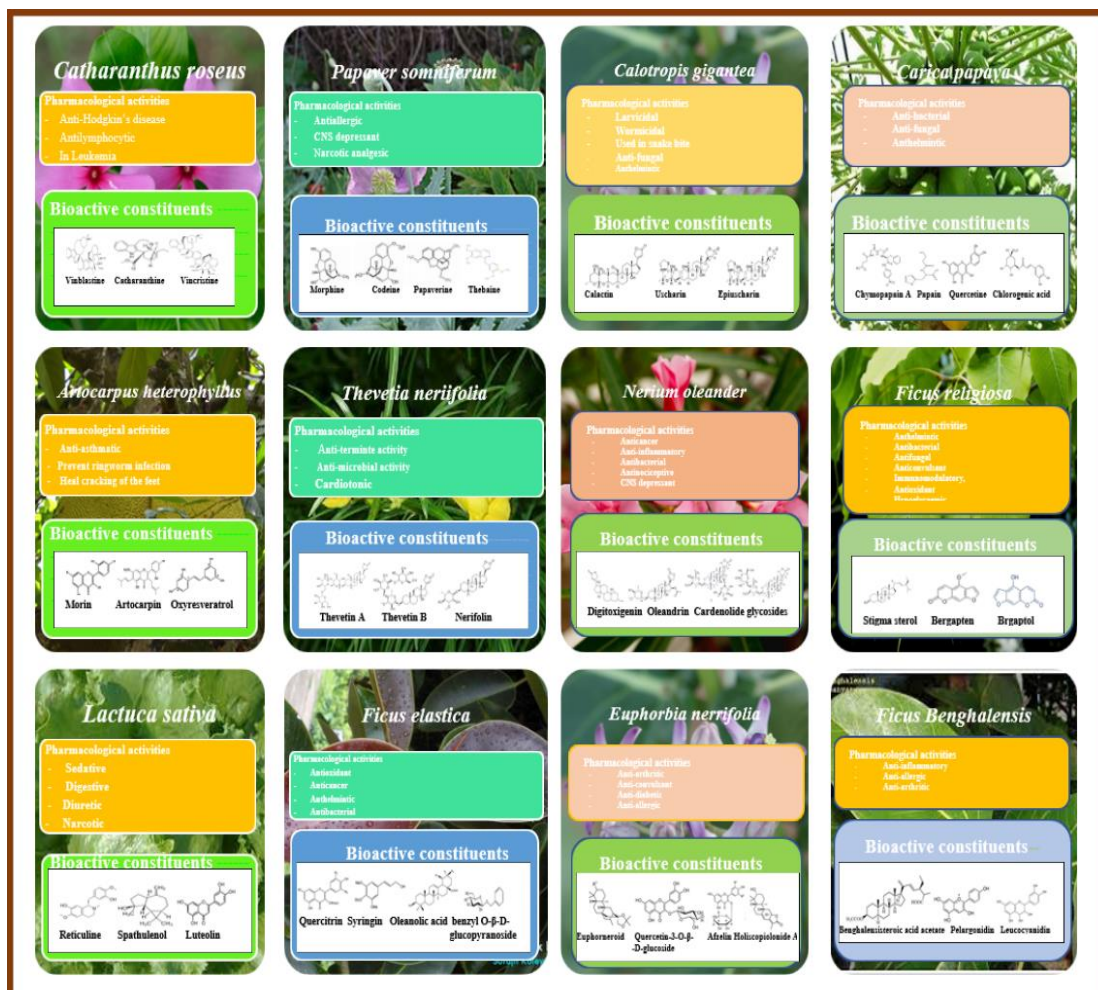 Catharanthus roseus
Pharmacological activities
- Anti-Hodgkin's disease
- Antilymphocytic
- In Leukemia
Bioactive constituents
Vinblastine Catharanthine Vincristine
Papaver somniferum
Pharmacological activities
- Antiallergic
- CNS depressant
- Narcotic analgesic
Bioactive constituents
Morphine Codeine Papaverine Thebaine
Calotropis gigantea
Pharmacological activities
- Larvicidal
- Wormicidal
- Used in snake bite
- Anti-fungal
- Anthelmintic
Bioactive constituents
Calactin Uscharin Epiuscharin
Carica papaya
Pharmacological activities
- Anti-bacterial
- Anti-fungal
- Anthelmintic
Bioactive constituents
Chymopapain A Papain Quercetine Chlorogenic acid
Artocarpus heterophyllus
Pharmacological activities
- Anti-asthmatic
- Prevent ringworm infection
- Heal cracking of the feet
Bioactive constituents
Morin Artocarpin Oxyresveratrol
Thevetia neriifolia
Pharmacological activities
- Anti-terminte activity
- Anti-microbial activity
- Cardiotonic
Bioactive constituents
Thevetin A Thevetin B Nerifolin
Nerium oleander
Pharmacological activities
- Anticancer
- Anti-inflammatory
- Antibacterial
- Antinociceptive
- CNS depressant
Bioactive constituents
Digitoxigenin Oleandrin Cardenolide glycosides
Ficus religiosa
Pharmacological activities
- Anthelmintic
- Antibacterial
- Antifungal
- Anticonvulsant
- Immunomodulatory,
- Antioxidant
Bioactive constituents
Stigma sterol Bergapten Brgaptol
Lactuca sativa
Pharmacological activities
- Sedative
- Digestive
- Diuretic
- Narcotic
Bioactive constituents
Reticuline Spathulenol Luteolin
Ficus elastica
Pharmacological activities
- Antioxidant
- Anticancer
- Anthelmintic
- Antibacterial
Bioactive constituents
Quercitrin Syringin Oleanolic acid benzyl O-β-D-
glucopyranoside
Euphorbia nerrifolia
Pharmacological activities
- Anti-arthritic
- Anti-convulsant
- Anti-diabetic
- Anti-allergic
Bioactive constituents
Euphorneroid Quercetin-3-O-β- Afzelin Holiscopiolonide A
-D-glucoside
Ficus Benghalensis
Pharmacological activities
- Anti-inflammatory
- Anti-allergic
- Anti-arthritic
Bioactive constituents
Benghalensisteroic acid acetate Pelargonidin Leucocyanidin